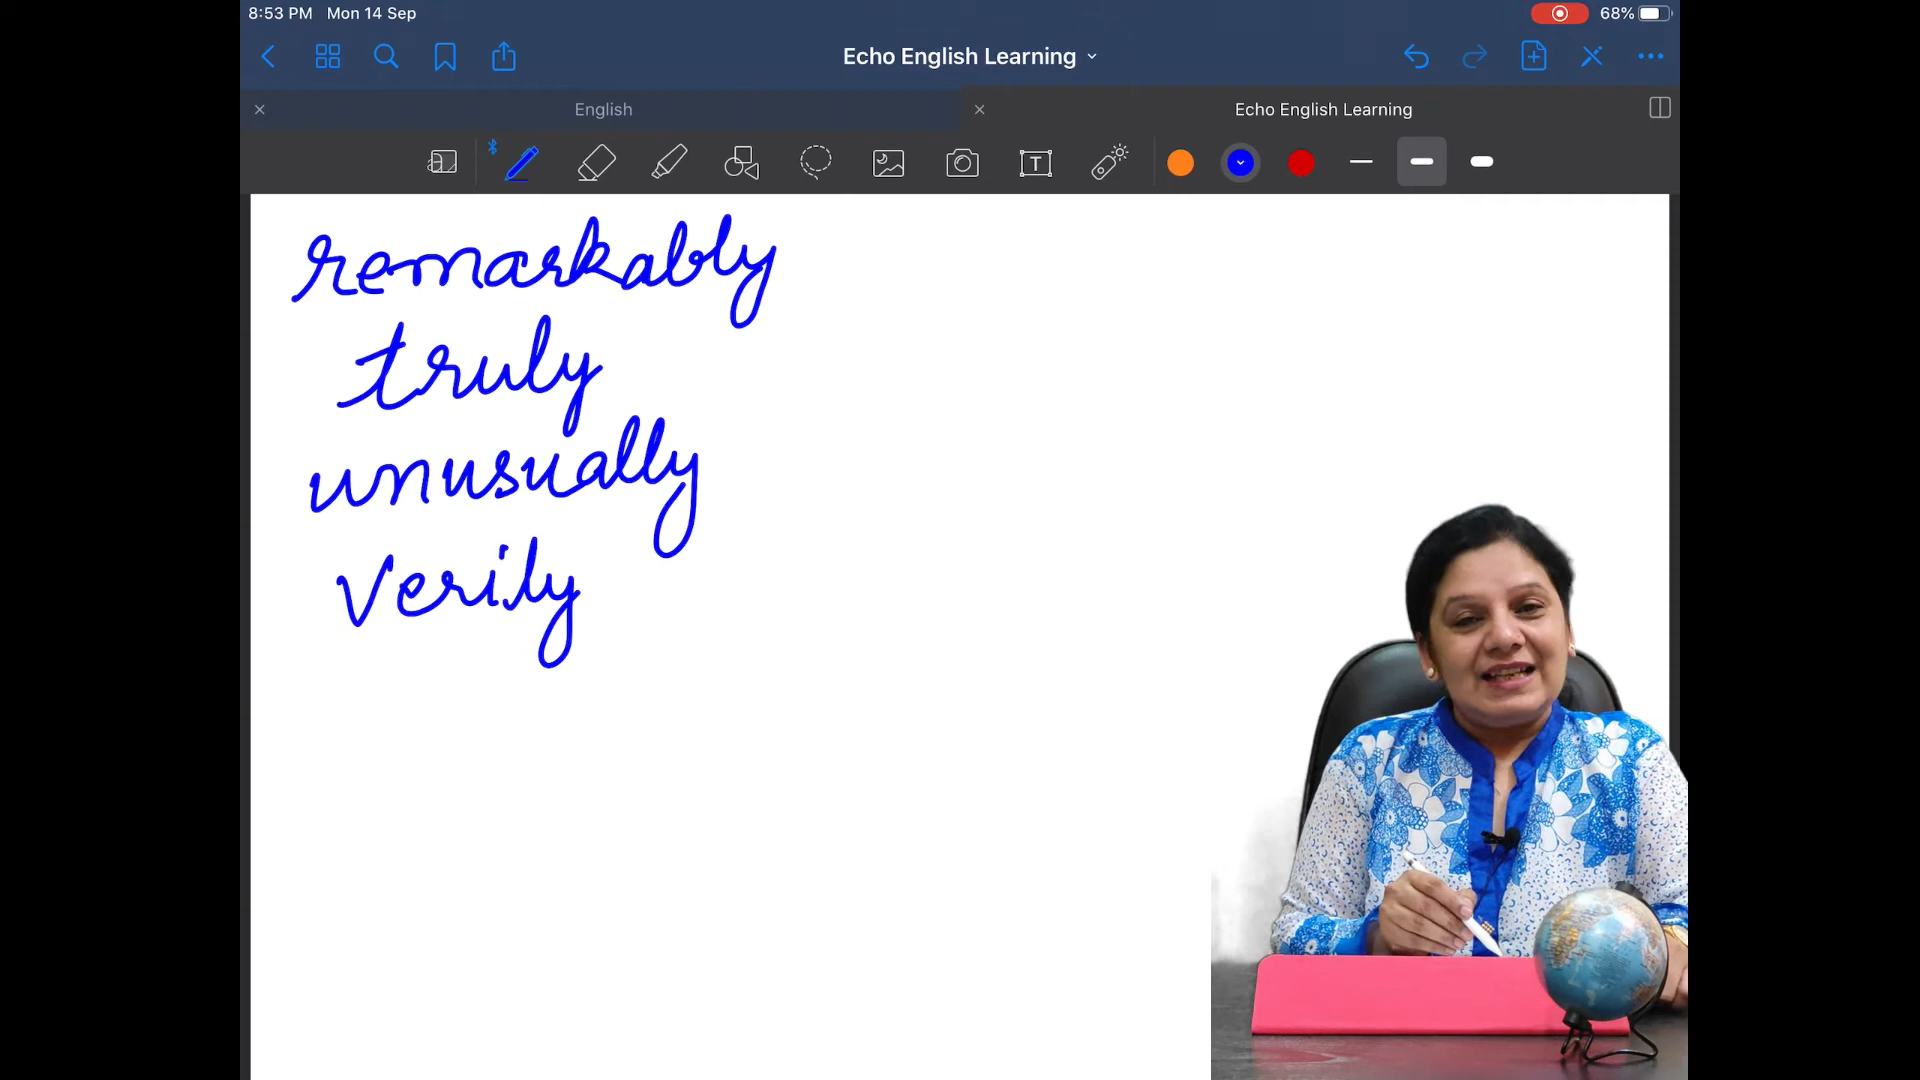 8:53 PM Mon 14 Sep 68%
Echo English Learning
English Echo English Learning
T
remarkably
truly
unusually
verily